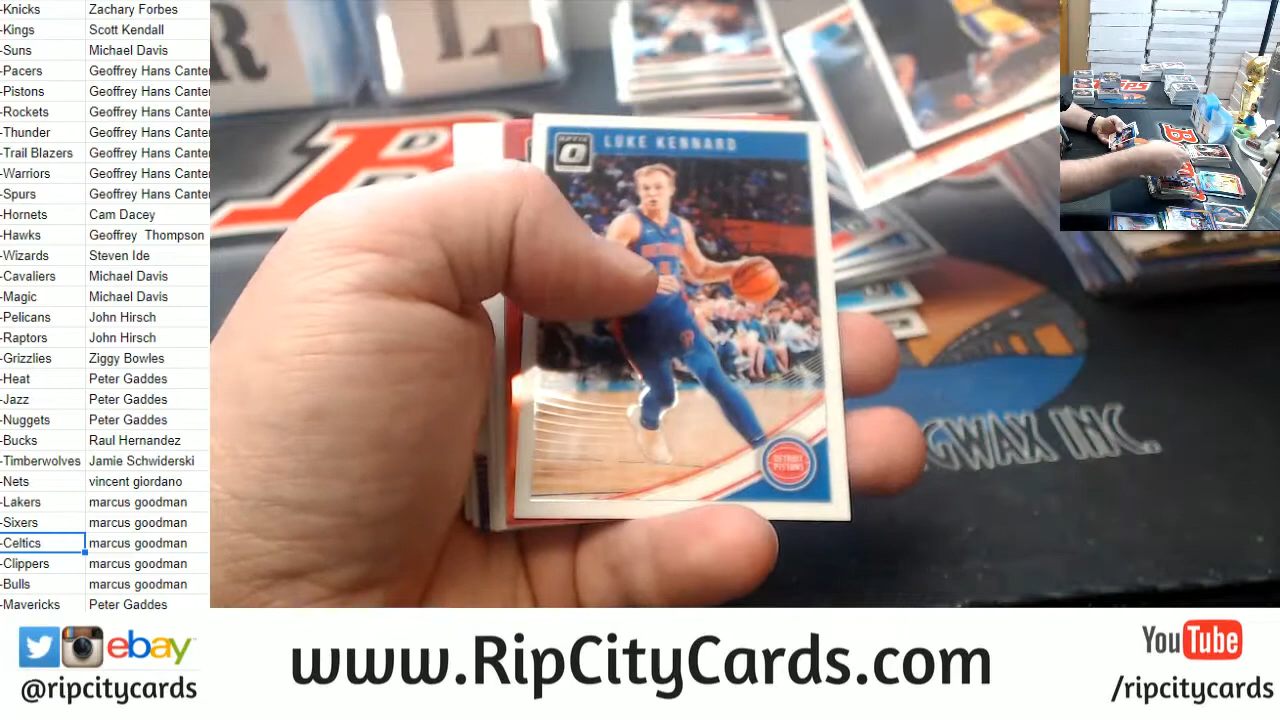 -Knicks Zachary Forbes
-Kings Scott Kendall
-Suns Michael Davis
-Pacers Geoffrey Hans Canter
-Pistons Geoffrey Hans Canter
-Rockets Geoffrey Hans Canter
-Thunder Geoffrey Hans Canter
-Trail Blazers Geoffrey Hans Canter
-Warriors Geoffrey Hans Canter
-Spurs Geoffrey Hans Canter
-Hornets Cam Dacey
-Hawks Geoffrey Thompson
-Wizards Steven Ide
-Cavaliers Michael Davis
-Magic Michael Davis
-Pelicans John Hirsch
-Raptors John Hirsch
-Grizzlies Ziggy Bowles
-Heat Peter Gaddes
-Jazz Peter Gaddes
-Nuggets Peter Gaddes
-Bucks Raul Hernandez
-Timberwolves Jamie Schwiderski
-Nets vincent giordano
-Lakers marcus goodman
-Sixers marcus goodman
-Celtics marcus goodman
-Clippers marcus goodman
-Bulls marcus goodman
-Mavericks Peter Gaddes
LUKE KENNARD
DETROIT
PISTONS
GWAX INC.
ebay
@ripcitycards
www.RipCityCards.com
YouTube
/ripcitycards